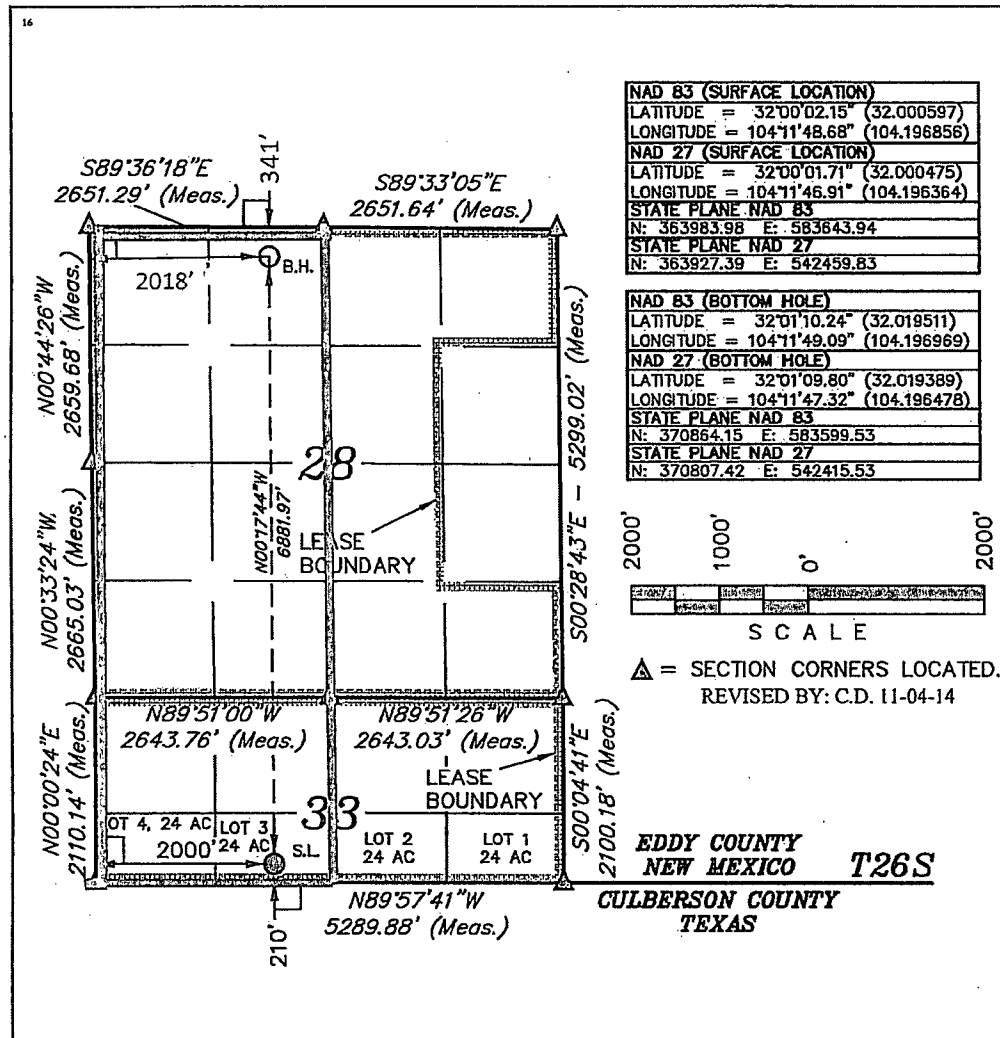 16
NAD 83 (SURFACE LOCATION)
LATITUDE = 32°00'02.15" (32.000597)
LONGITUDE = 104°11'48.68" (104.196856)
NAD 27 (SURFACE LOCATION)
LATITUDE = 32°00'01.71" (32.000475)
LONGITUDE = 104°11'46.91" (104.196364)
STATE PLANE NAD 83
N: 363983.98 E: 583643.94
STATE PLANE NAD 27
N: 363927.39 E: 542459.83
NAD 83 (BOTTOM HOLE)
LATITUDE = 32°01'10.24" (32.019511)
LONGITUDE = 104°11'49.09" (104.196969)
NAD 27 (BOTTOM HOLE)
LATITUDE = 32°01'09.80" (32.019389)
LONGITUDE = 104°11'47.32" (104.196478)
STATE PLANE NAD 83
N: 370864.15 E: 583599.53
STATE PLANE NAD 27
N: 370807.42 E: 542415.53
2000'
1000'
0'
2000'
SCALE
= SECTION CORNERS LOCATED.
REVISED BY: C.D. 11-04-14
S89°36'18"E
2651.29' (Meas.)
341'
S89°33'05"E
2651.64' (Meas.)
B.H.
2018'
N00°44'26"W
2659.68' (Meas.)
S00°28'43"E - 5299.02' (Meas.)
28
N00°17'44"W
6881.97'
LEASE
BOUNDARY
N00°33'24"W
2665.03' (Meas.)
N89°51'00"W
2643.76' (Meas.)
N89°51'26"W
2643.03' (Meas.)
N00°00'24"E
2110.14' (Meas.)
LEASE
BOUNDARY
S00°04'41"E
2100.18' (Meas.)
33
OT 4, 24 AC
LOT 3
24 AC
LOT 2
24 AC
LOT 1
24 AC
2000'
S.L.
210'
N89°57'41"W
5289.88' (Meas.)
EDDY COUNTY
NEW MEXICO
T26S
CULBERSON COUNTY
TEXAS